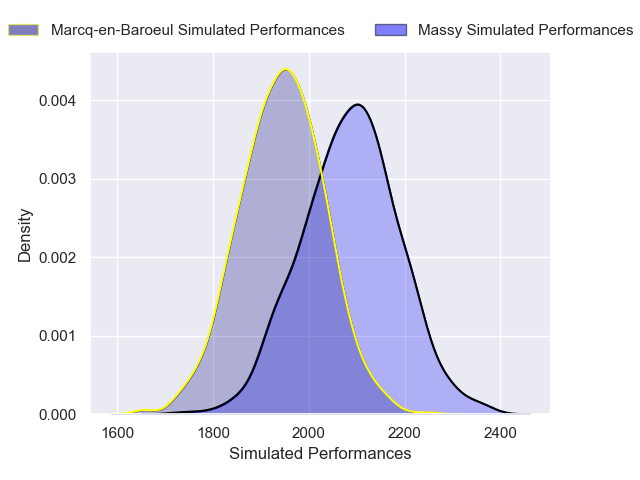 Marcq-en-Baroeul Simulated Performances Massy Simulated Performances
0.004
0.003
0.002
0.001
0.000
Density
1600 1800 2000 2200 2400
Simulated Performances